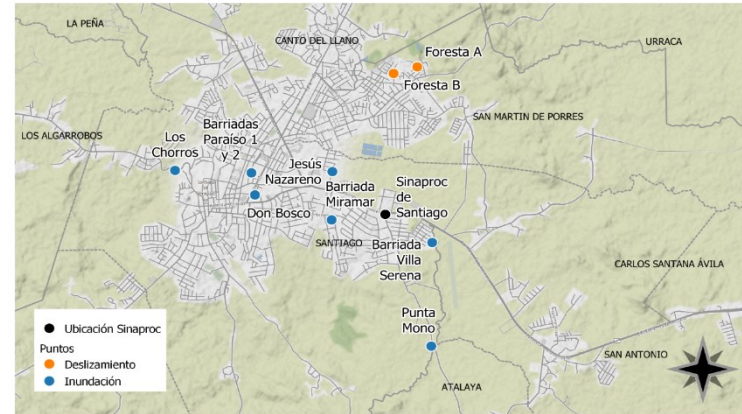 LA PEÑA
CANTO DEL LLANO
Foresta A
URRACA
Foresta B
SAN MARTIN DE PORRES
LOS ALGARROBOS
Los
Chorros
Barriadas
Paraíso 1
y 2
Jesús
Nazareno
Barriada
Miramar
Sinaproc
de
Santiago
Don Bosco
SANTIAGO
Barriada
Villa
Serena
CARLOS SANTANA ÁVILA
Punta
Mono
SAN ANTONIO
ATALAYA
Ubicación Sinaproc
Puntos
Deslizamiento
Inundación